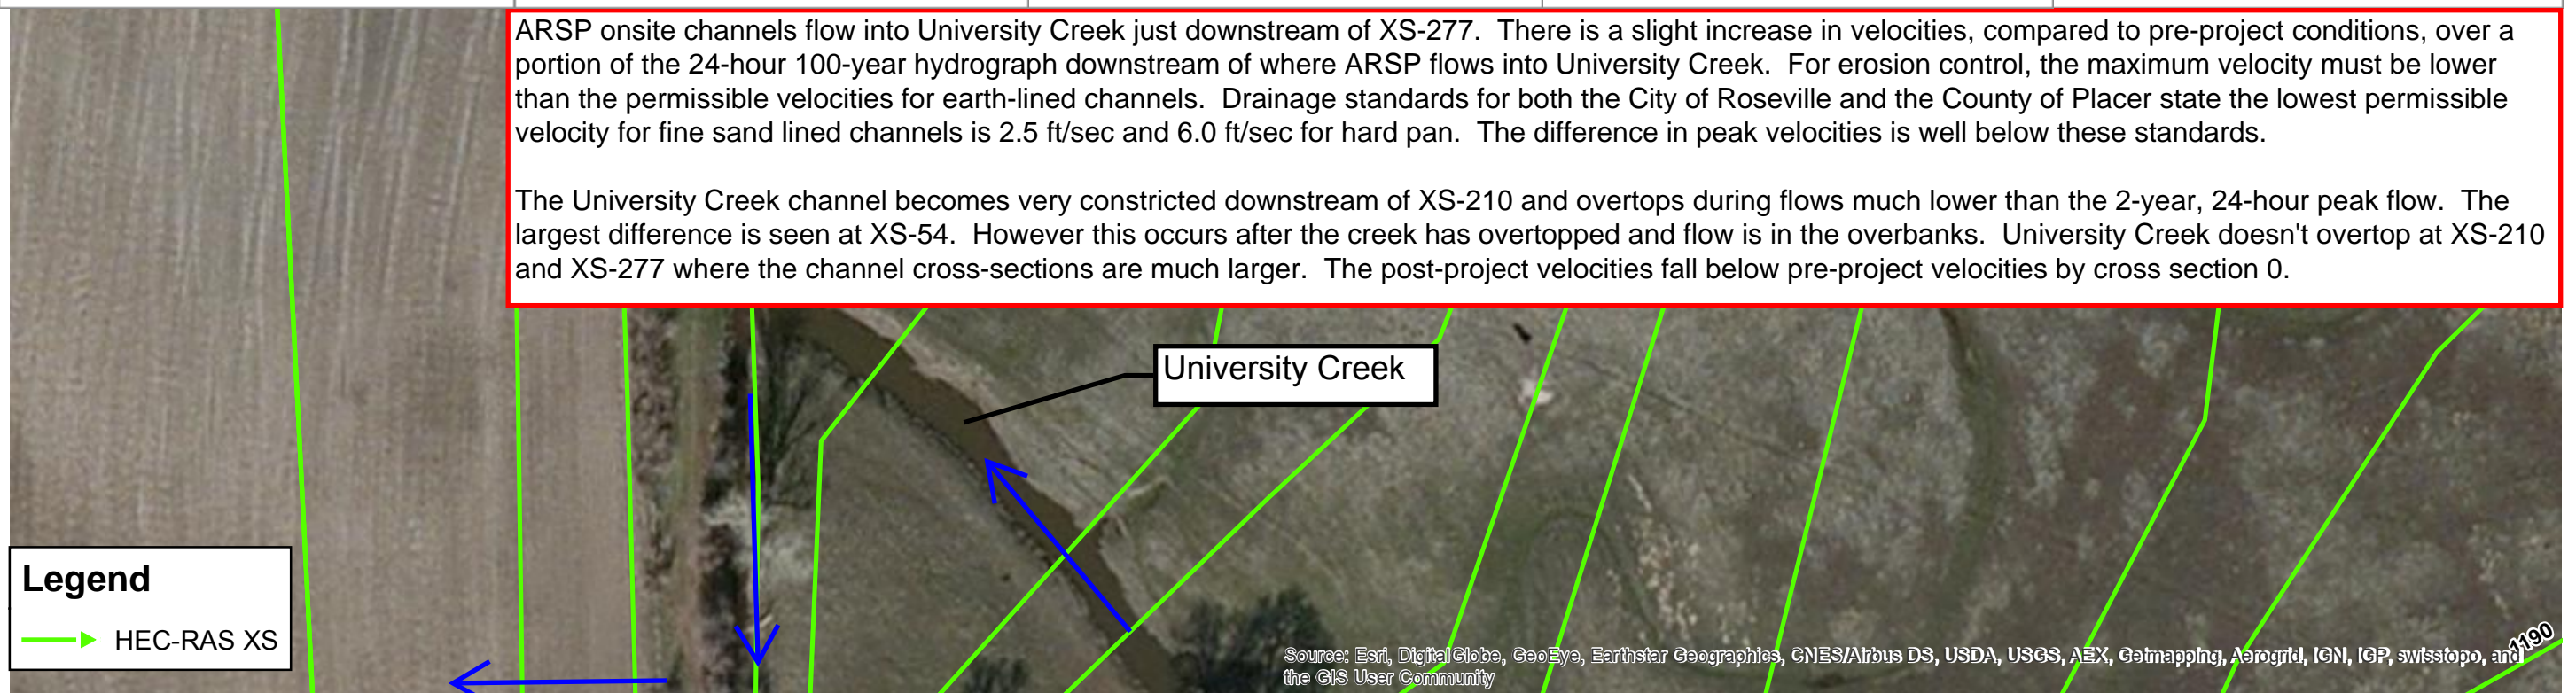 ARSP onsite channels flow into University Creek just downstream of XS-277.  There is a slight increase in velocities, compared to pre-project conditions, over a
portion of the 24-hour 100-year hydrograph downstream of where ARSP flows into University Creek.  For erosion control, the maximum velocity must be lower
than the permissible velocities for earth-lined channels.  Drainage standards for both the City of Roseville and the County of Placer state the lowest permissible
velocity for fine sand lined channels is 2.5 ft/sec and 6.0 ft/sec for hard pan.  The difference in peak velocities is well below these standards.
The University Creek channel becomes very constricted downstream of XS-210 and overtops during flows much lower than the 2-year, 24-hour peak flow.  The
largest difference is seen at XS-54.  However this occurs after the creek has overtopped and flow is in the overbanks.  University Creek doesn't overtop at XS-210
and XS-277 where the channel cross-sections are much larger.  The post-project velocities fall below pre-project velocities by cross section 0.
University Creek
Legend
HEC-RAS XS
1190
Source: Esri, DigitalGlobe, GeoEye, Earthstar Geographics, CNES/Airbus DS, USDA, USGS, AEX, Getmapping, Aerogrid, IGN, IGP, swisstopo, and
the GIS User Community